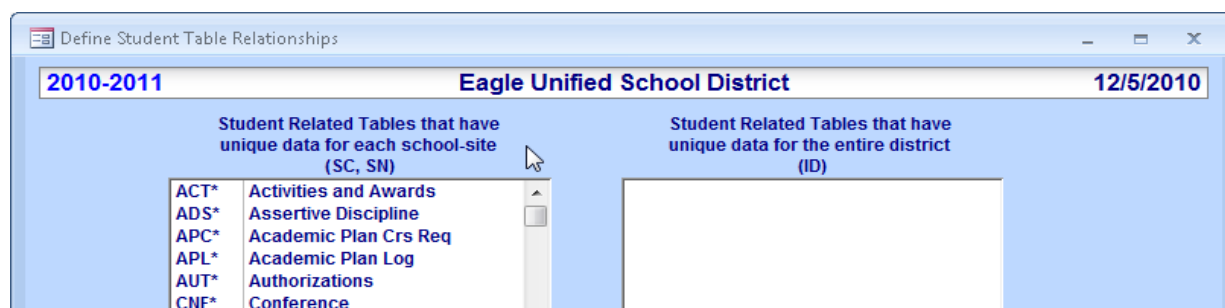 Define Student Table Relationships
2010-2011 Eagle Unified School District 12/5/2010
Student Related Tables that have
unique data for each school-site
(SC, SN)
Student Related Tables that have
unique data for the entire district
(ID)
ACT* Activities and Awards
ADS* Assertive Discipline
APC* Academic Plan Crs Req
APL* Academic Plan Log
AUT* Authorizations
CNF* Conference